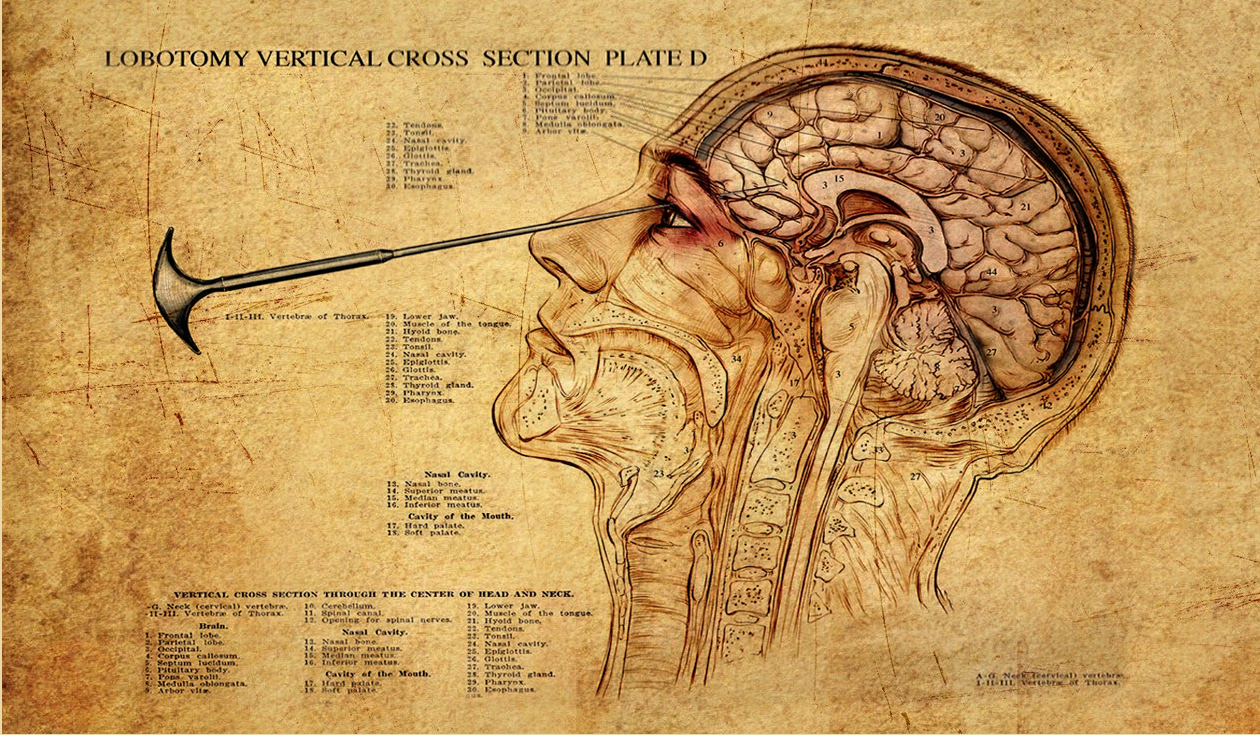 LOBOTOMY VERTICAL CROSS SECTION PLATE D
1. Frontal lobe.
2. Parietal lobe.
3. Occipital.
4. Corpus callosum.
5. Septum lucidum.
6. Pituitary body.
7. Pons varolii.
8. Medulla oblongata.
9. Arbor vitæ.
22. Tendons.
23. Tonsil.
24. Nasal cavity.
25. Epiglottis.
26. Glottis.
27. Trachea.
28. Thyroid gland.
29. Pharynx.
30. Esophagus.
44
9
1
20
3
3
15
21
3
6
44
5
3
27
34
3
17
3
33
23
27
I-II-III. Vertebræ of Thorax.
19. Lower jaw.
20. Muscle of the tongue.
21. Hyoid bone.
22. Tendons.
23. Tonsil.
24. Nasal cavity.
25. Epiglottis.
26. Glottis.
27. Trachea.
28. Thyroid gland.
29. Pharynx.
30. Esophagus.
Nasal Cavity.
13. Nasal bone.
14. Superior meatus.
15. Median meatus.
16. Inferior meatus.
Cavity of the Mouth.
17. Hard palate.
18. Soft palate.
VERTICAL CROSS SECTION THROUGH THE CENTER OF HEAD AND NECK.
-G. Neck (cervical) vertebræ.
-II-III. Vertebræ of Thorax.
Brain.
1. Frontal lobe.
2. Parietal lobe.
3. Occipital.
4. Corpus callosum.
5. Septum lucidum.
6. Pituitary body.
7. Pons varolii.
8. Medulla oblongata.
9. Arbor vitæ.
10. Cerebellum.
11. Spinal canal.
12. Opening for spinal nerves.
Nasal Cavity.
13. Nasal bone.
14. Superior meatus.
15. Median meatus.
16. Inferior meatus.
Cavity of the Mouth.
17. Hard palate.
18. Soft palate.
19. Lower jaw.
20. Muscle of the tongue.
21. Hyoid bone.
22. Tendons.
23. Tonsil.
24. Nasal cavity.
25. Epiglottis.
26. Glottis.
27. Trachea.
28. Thyroid gland.
29. Pharynx.
30. Esophagus.
A-G. Neck (cervical) vertebræ.
I-II-III. Vertebræ of Thorax.